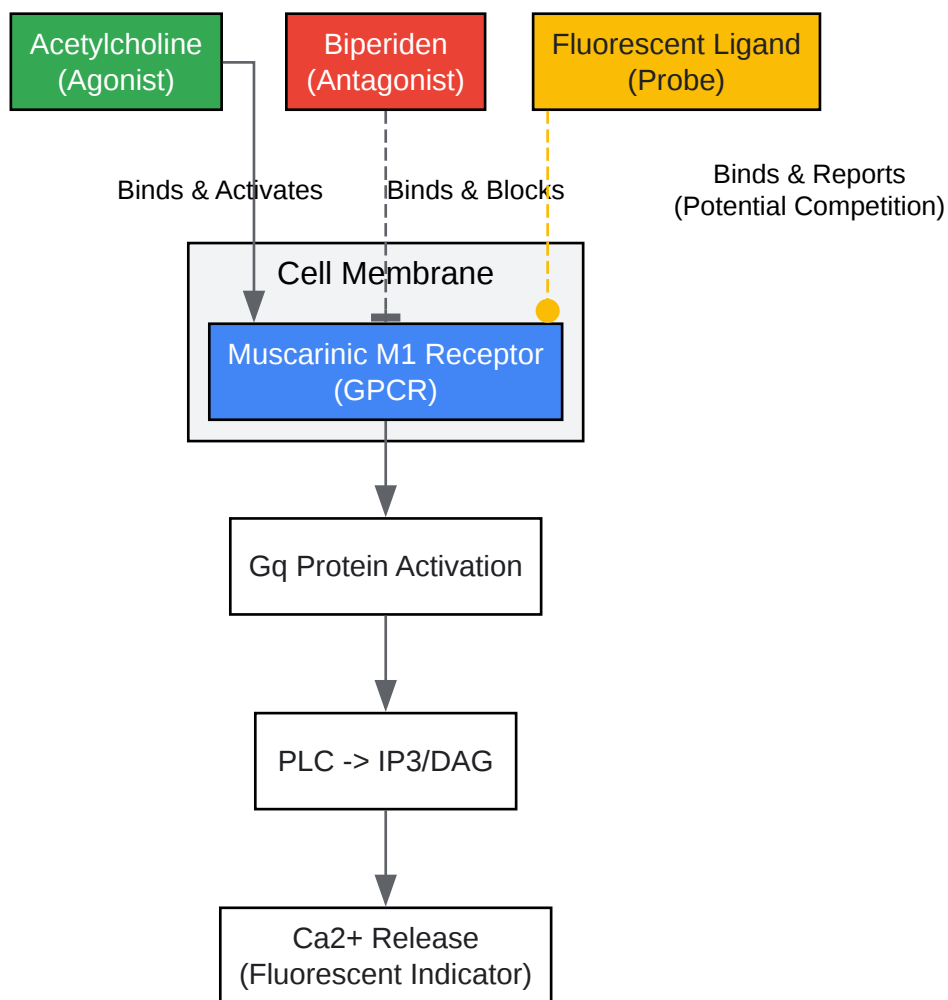 Acetylcholine
(Agonist)
Biperiden
(Antagonist)
Fluorescent Ligand
(Probe)
Binds & Activates
Binds & Blocks
Binds & Reports
(Potential Competition)
Cell Membrane
Muscarinic M1 Receptor
(GPCR)
Gq Protein Activation
PLC -> IP3/DAG
Ca2+ Release
(Fluorescent Indicator)